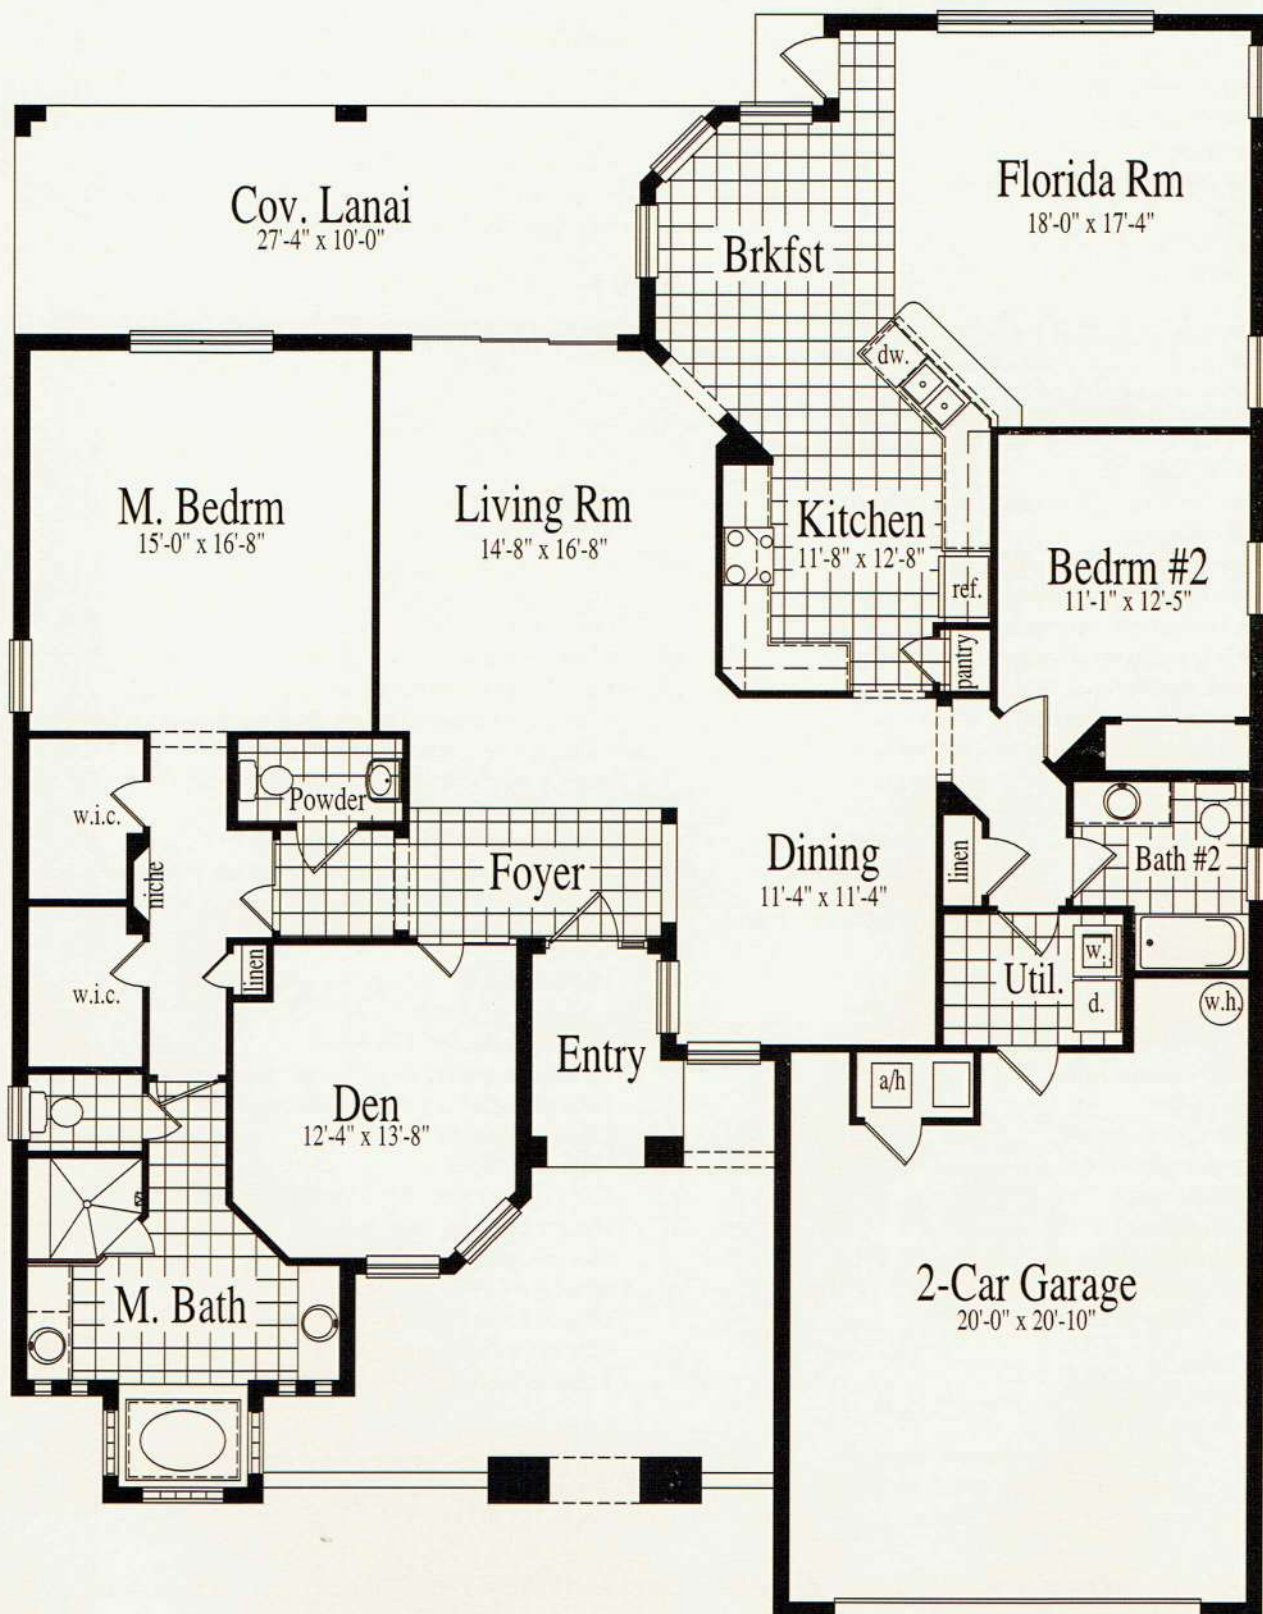 Florida Rm
18'-0" x 17'-4"
Cov. Lanai
27'-4" x 10'-0"
Brkfst
dw.
M. Bedrm
15'-0" x 16'-8"
Living Rm
14'-8" x 16'-8"
Kitchen
11'-8" x 12'-8"
ref.
Bedrm #2
11'-1" x 12'-5"
pantry
Powder
w.i.c.
niche
Foyer
Dining
11'-4" x 11'-4"
linen
Bath #2
w.i.c.
linen
Util.
w.
d.
w.h.
Entry
a/h
Den
12'-4" x 13'-8"
M. Bath
2-Car Garage
20'-0" x 20'-10"